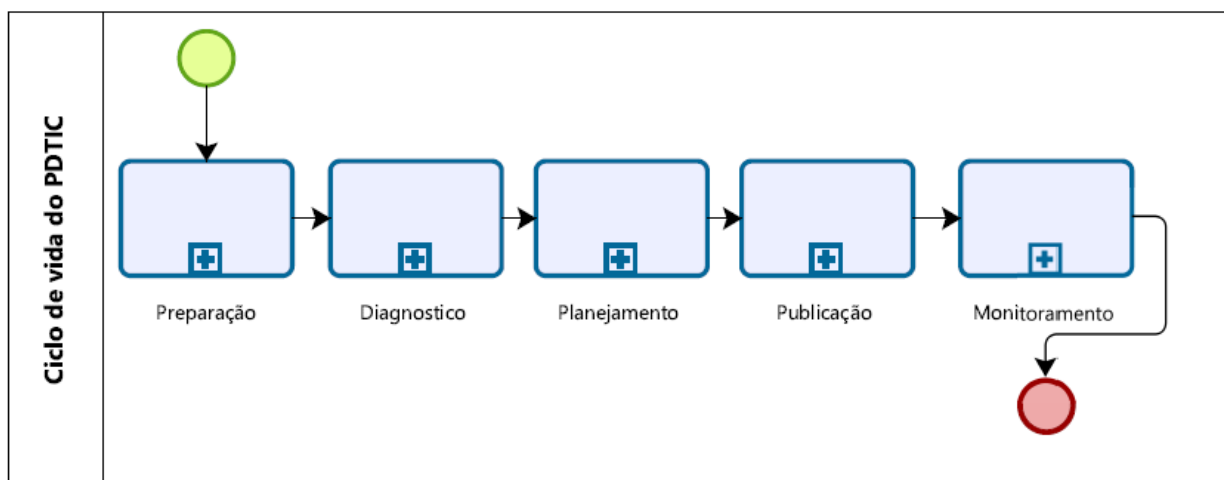 Ciclo de vida do PDTIC
Preparação
Diagnostico
Planejamento
Publicação
Monitoramento